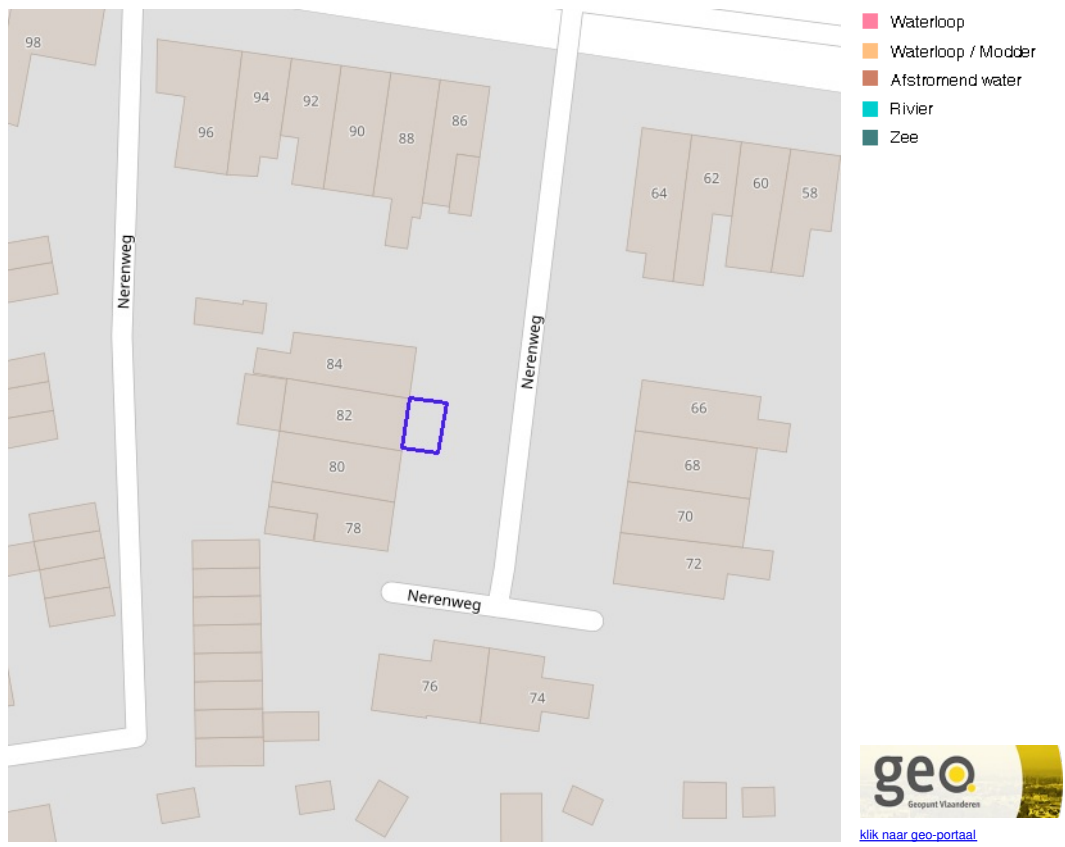 98
94
92
90
88
86
96
64
62
60
58
Nerenweg
Nerenweg
84
82
80
78
66
68
70
72
Nerenweg
76
74
Waterloop
Waterloop / Modder
Afstromend water
Rivier
Zee
geo
Geopunt Vlaanderen
klik naar geo-portaal